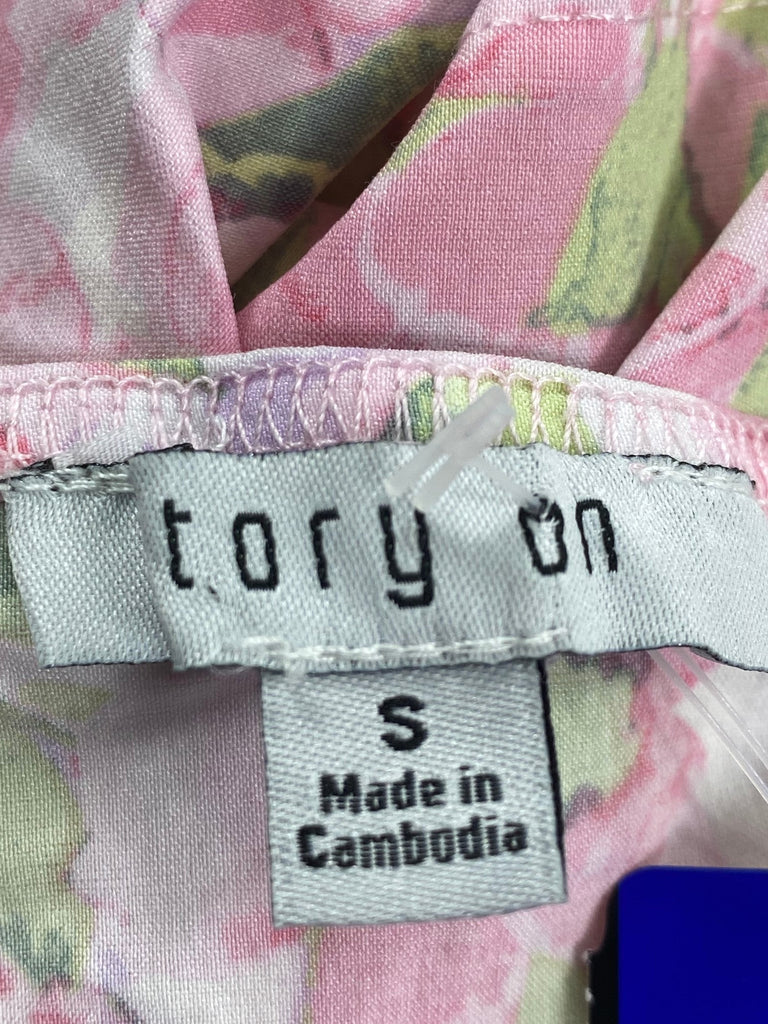 tory on
S
Made in
Cambodia